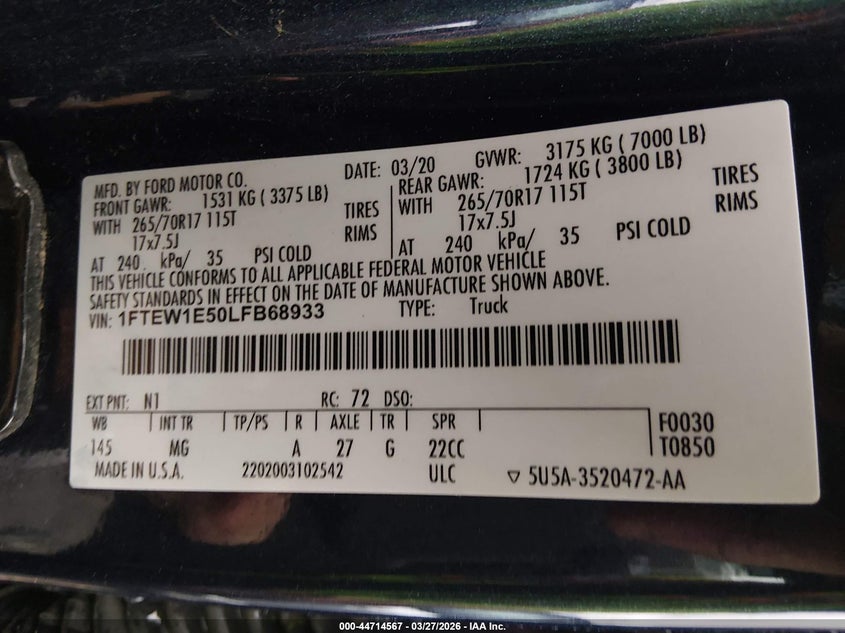 MFD. BY FORD MOTOR CO. DATE: 03/20 GVWR: 3175 KG ( 7000 LB)
FRONT GAWR: 1531 KG ( 3375 LB) REAR GAWR: 1724 KG ( 3800 LB)
WITH 265/70R17 115T TIRES WITH 265/70R17 115T TIRES
17x7.5J RIMS 17x7.5J RIMS
AT 240 kPa/ 35 PSI COLD AT 240 kPa/ 35 PSI COLD
THIS VEHICLE CONFORMS TO ALL APPLICABLE FEDERAL MOTOR VEHICLE
SAFETY STANDARDS IN EFFECT ON THE DATE OF MANUFACTURE SHOWN ABOVE.
VIN: 1FTEW1E50LFB68933 TYPE: Truck
EXT PNT: N1 RC: 72 DSO:
WB INT TR TP/PS R AXLE TR SPR F0030
145 MG A 27 G 22CC T0850
MADE IN U.S.A. 2202003102542 ULC ▽ 5U5A-3520472-AA
000-44714567 - 03/27/2026 - IAA Inc.